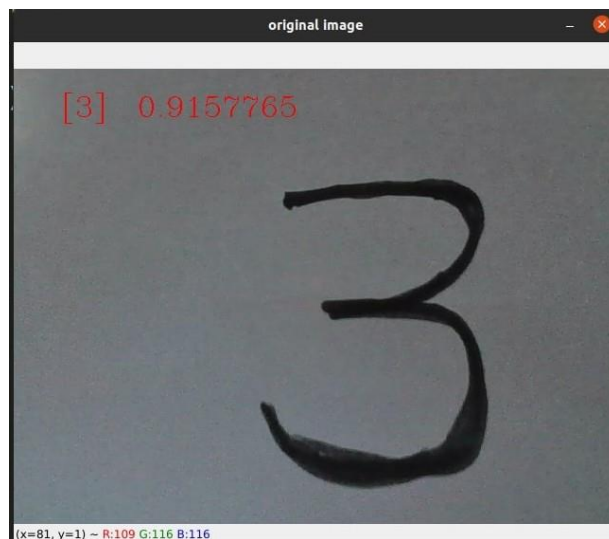 original image
[3] 0.9157765
3
(x=81, y=1) ~ R:109 G:116 B:116